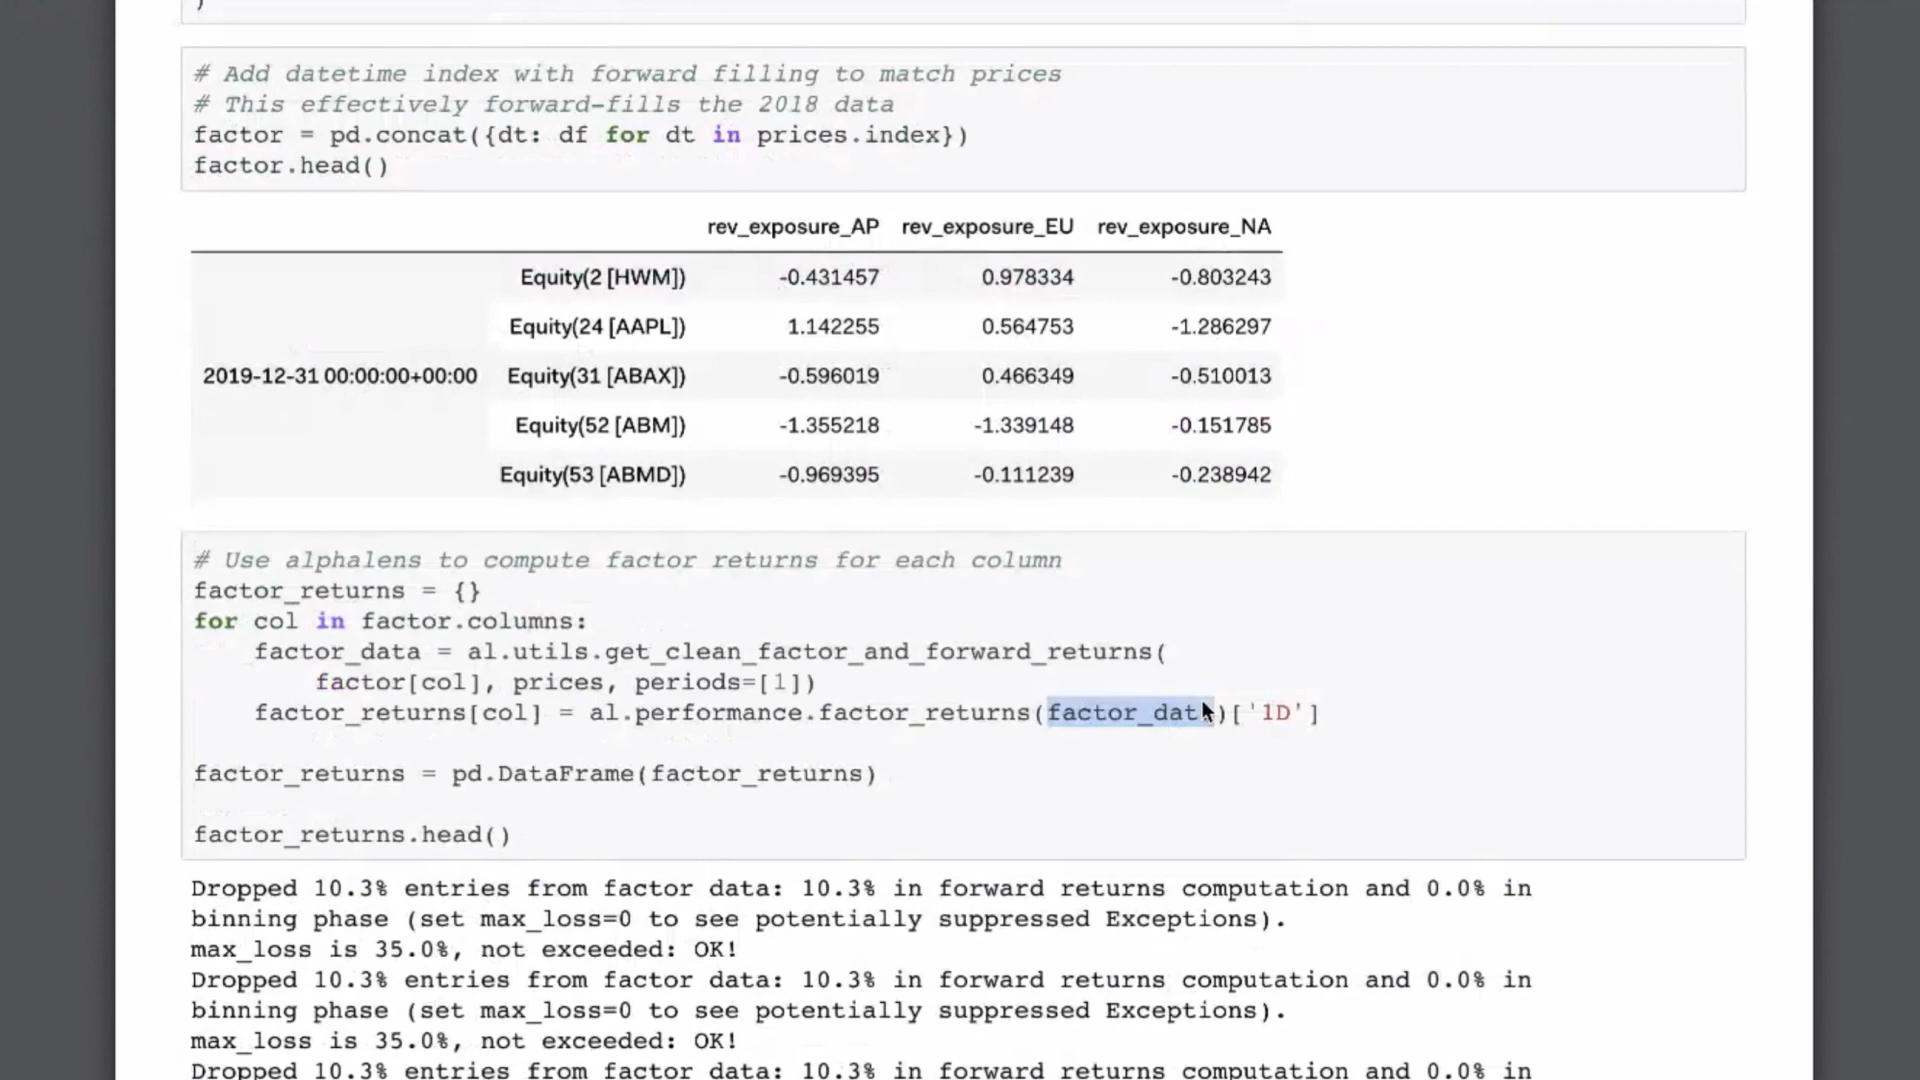 )
# Add datetime index with forward filling to match prices
# This effectively forward-fills the 2018 data
factor = pd.concat({dt: df for dt in prices.index})
factor.head()
rev_exposure_AP rev_exposure_EU rev_exposure_NA
Equity(2 [HWM]) -0.431457 0.978334 -0.803243
Equity(24 [AAPL]) 1.142255 0.564753 -1.286297
2019-12-31 00:00:00+00:00 Equity(31 [ABAX]) -0.596019 0.466349 -0.510013
Equity(52 [ABM]) -1.355218 -1.339148 -0.151785
Equity(53 [ABMD]) -0.969395 -0.111239 -0.238942
# Use alphalens to compute factor returns for each column
factor_returns = {}
for col in factor.columns:
    factor_data = al.utils.get_clean_factor_and_forward_returns(
        factor[col], prices, periods=[1])
    factor_returns[col] = al.performance.factor_returns(factor_data)['1D']
factor_returns = pd.DataFrame(factor_returns)
factor_returns.head()
Dropped 10.3% entries from factor data: 10.3% in forward returns computation and 0.0% in
binning phase (set max_loss=0 to see potentially suppressed Exceptions).
max_loss is 35.0%, not exceeded: OK!
Dropped 10.3% entries from factor data: 10.3% in forward returns computation and 0.0% in
binning phase (set max_loss=0 to see potentially suppressed Exceptions).
max_loss is 35.0%, not exceeded: OK!
Dropped 10.3% entries from factor data: 10.3% in forward returns computation and 0.0% in